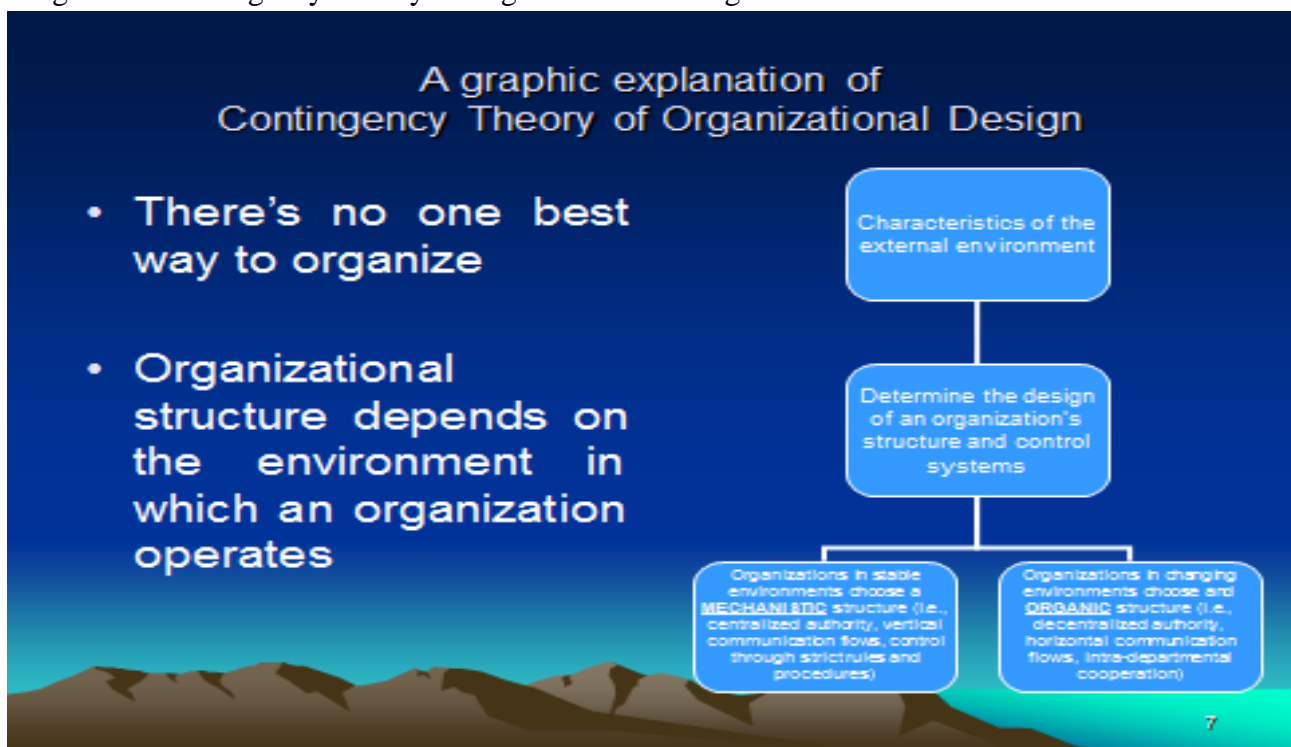 A graphic explanation of
Contingency Theory of Organizational Design
• There's no one best
way to organize
• Organizational
structure depends on
the environment in
which an organization
operates
Characteristics of the
external environment
Determine the design
of an organization's
structure and control
systems
Organizations in stable
environments choose a
MECHANISTIC structure (i.e.,
centralized authority, vertical
communication flows, control
through strict rules and
procedures)
Organizations in changing
environments choose and
ORGANIC structure (i.e.,
decentralized authority,
horizontal communication
flows, intra-departmental
cooperation)
7